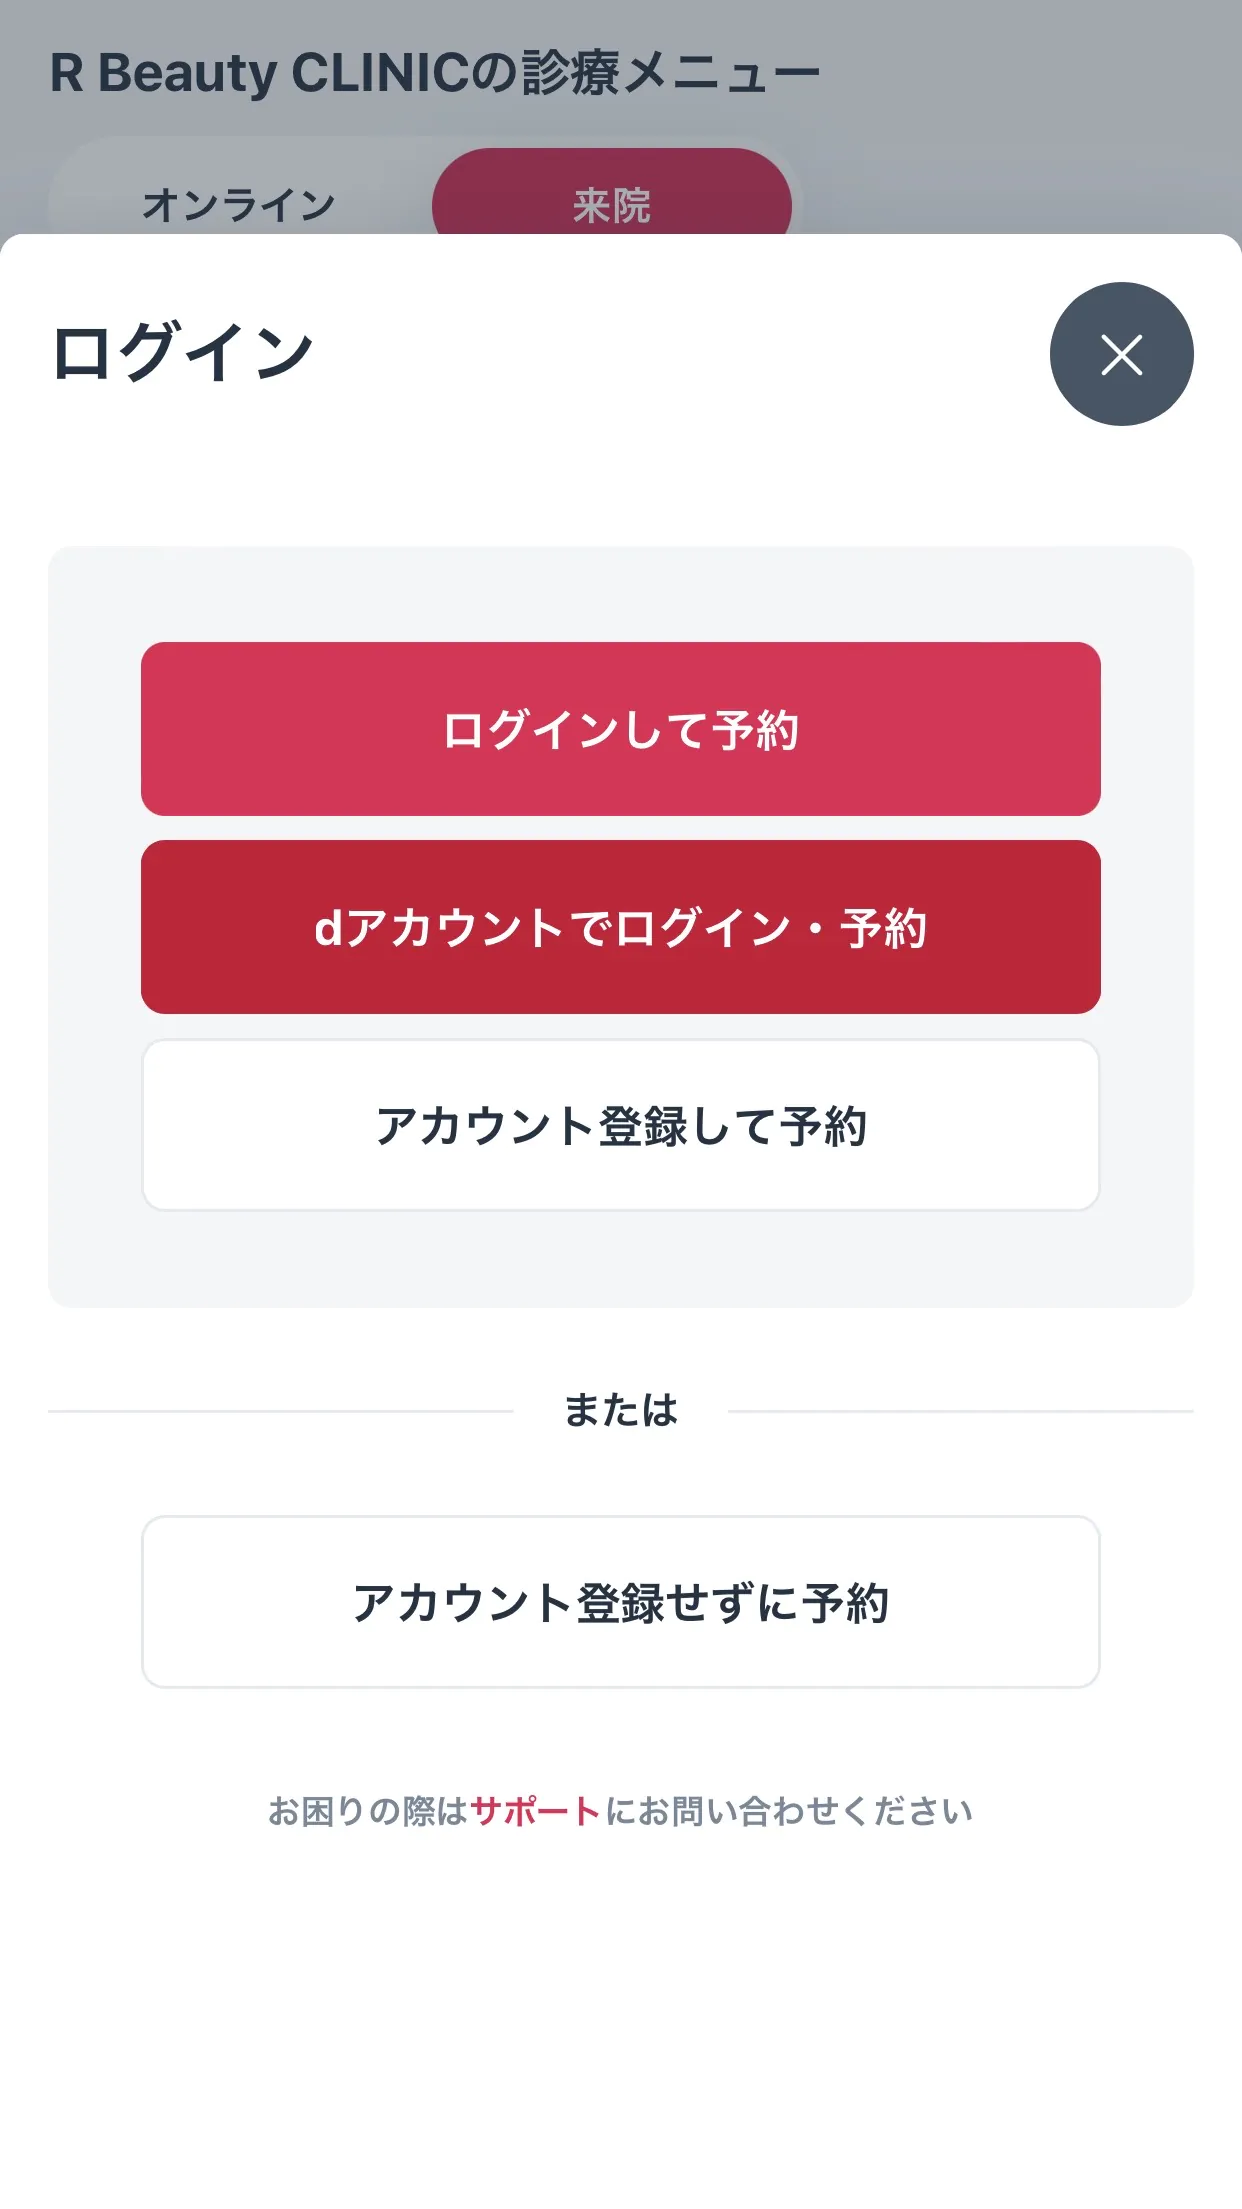 R Beauty CLINICの診療メニュー
オンライン
来院
ログイン
ログインして予約
dアカウントでログイン・予約
アカウント登録して予約
または
アカウント登録せずに予約
お困りの際はサポートにお問い合わせください